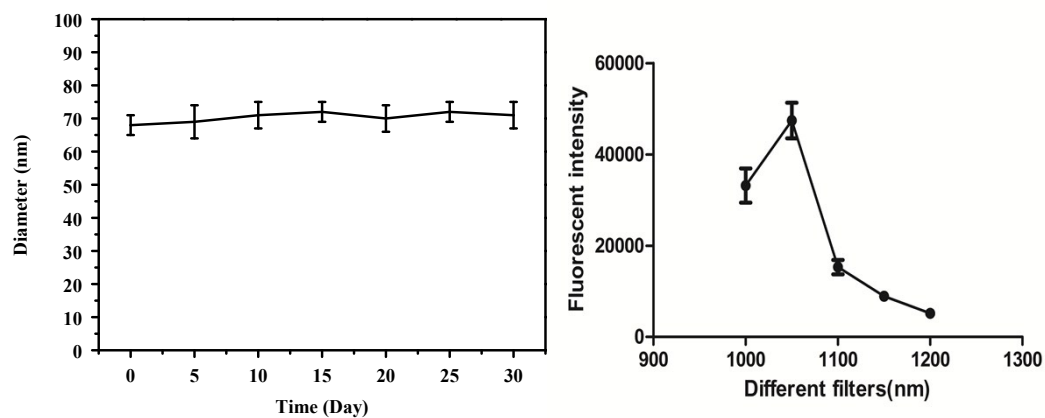 100
90
80
70
60
50
40
30
20
10
0
Diameter (nm)
0 5 10 15 20 25 30
Time (Day)
60000
40000
20000
0
Fluorescent intensity
900 1000 1100 1200 1300
Different filters(nm)